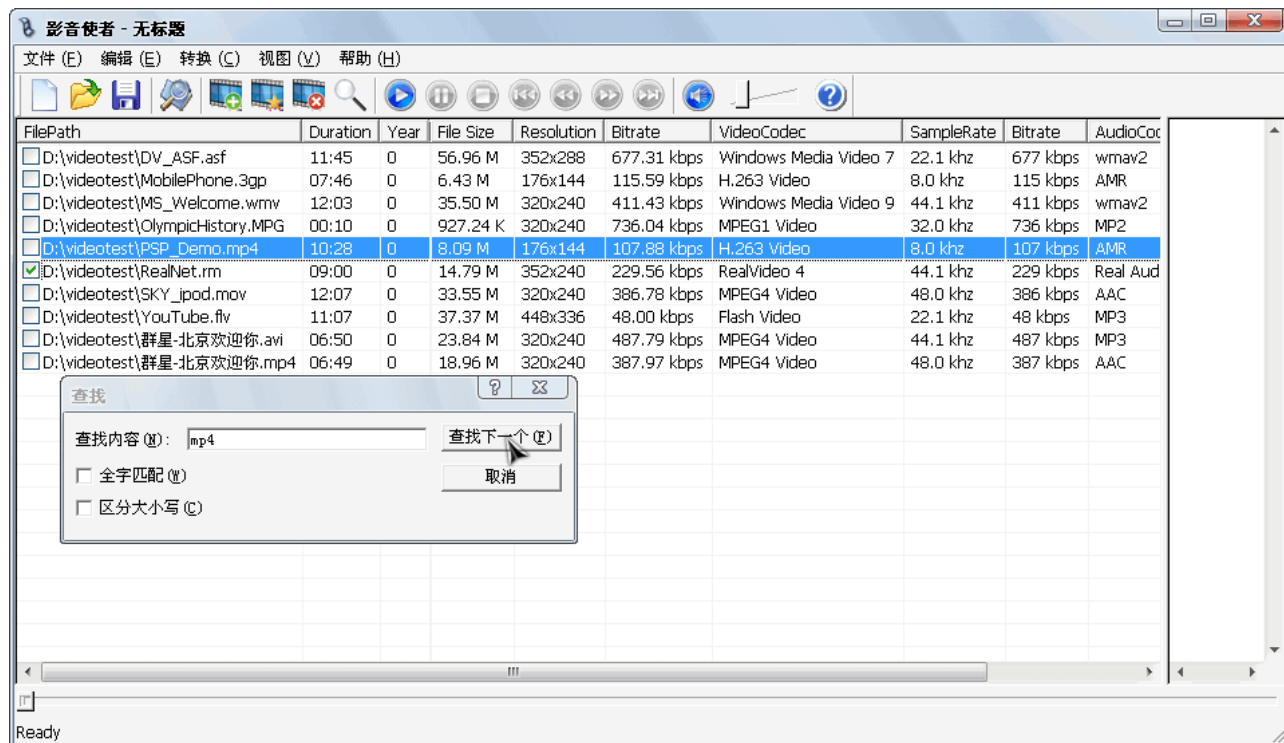 影音使者 - 无标题
文件(F) 编辑(E) 转换(C) 视图(V) 帮助(H)
FilePath Duration Year File Size Resolution Bitrate VideoCodec SampleRate Bitrate AudioCoc
D:\videotest\DV_ASF.asf 11:45 0 56.96 M 352x288 677.31 kbps Windows Media Video 7 22.1 khz 677 kbps wmav2
D:\videotest\MobilePhone.3gp 07:46 0 6.43 M 176x144 115.59 kbps H.263 Video 8.0 khz 115 kbps AMR
D:\videotest\MS_Welcome.wmv 12:03 0 35.50 M 320x240 411.43 kbps Windows Media Video 9 44.1 khz 411 kbps wmav2
D:\videotest\OlympicHistory.MPG 00:10 0 927.24 K 320x240 736.04 kbps MPEG1 Video 32.0 khz 736 kbps MP2
D:\videotest\PSP_Demo.mp4 10:28 0 8.09 M 176x144 107.88 kbps H.263 Video 8.0 khz 107 kbps AMR
D:\videotest\RealNet.rm 09:00 0 14.79 M 352x240 229.56 kbps RealVideo 4 44.1 khz 229 kbps Real Aud
D:\videotest\SKY_ipod.mov 12:07 0 33.55 M 320x240 386.78 kbps MPEG4 Video 48.0 khz 386 kbps AAC
D:\videotest\YouTube.flv 11:07 0 37.37 M 448x336 48.00 kbps Flash Video 22.1 khz 48 kbps MP3
D:\videotest\群星-北京欢迎你.avi 06:50 0 23.84 M 320x240 487.79 kbps MPEG4 Video 44.1 khz 487 kbps MP3
D:\videotest\群星-北京欢迎你.mp4 06:49 0 18.96 M 320x240 387.97 kbps MPEG4 Video 48.0 khz 387 kbps AAC
查找
查找内容(N): mp4 查找下一个(F)
全字匹配(W) 取消
区分大小写(C)
Ready